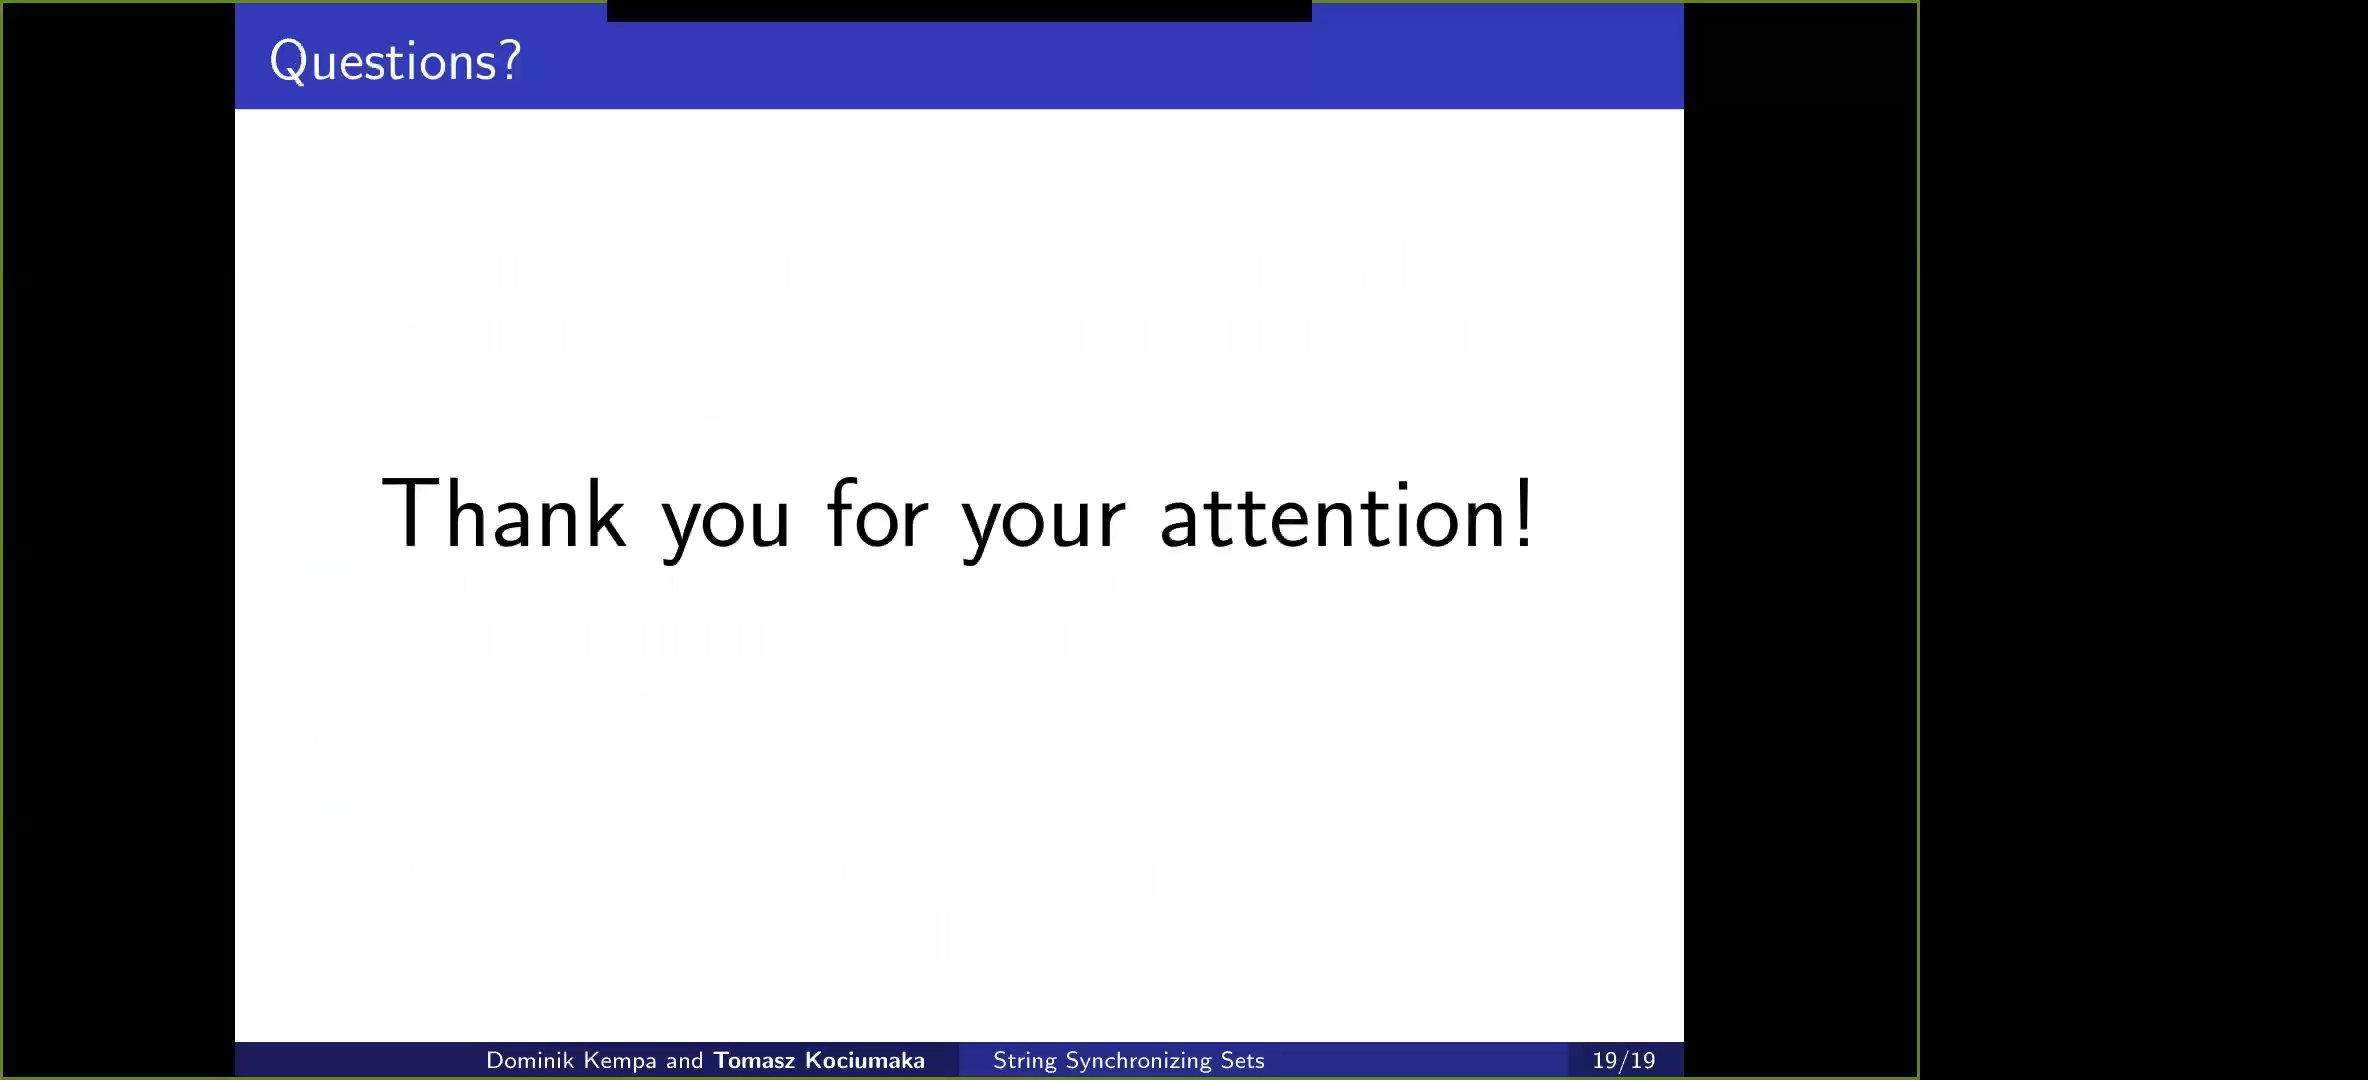 Questions?
Thank you for your attention!
Dominik Kempa and Tomasz Kociumaka String Synchronizing Sets 19/19